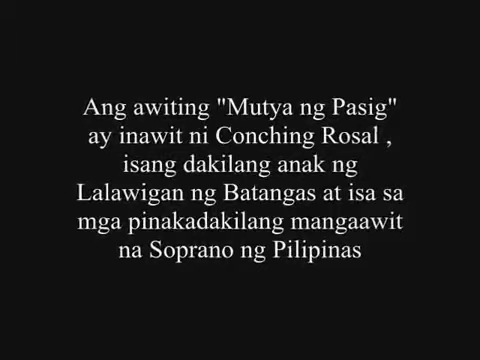 Ang awiting "Mutya ng Pasig"
ay inawit ni Conching Rosal ,
isang dakilang anak ng
Lalawigan ng Batangas at isa sa
mga pinakadakilang mangaawit
na Soprano ng Pilipinas